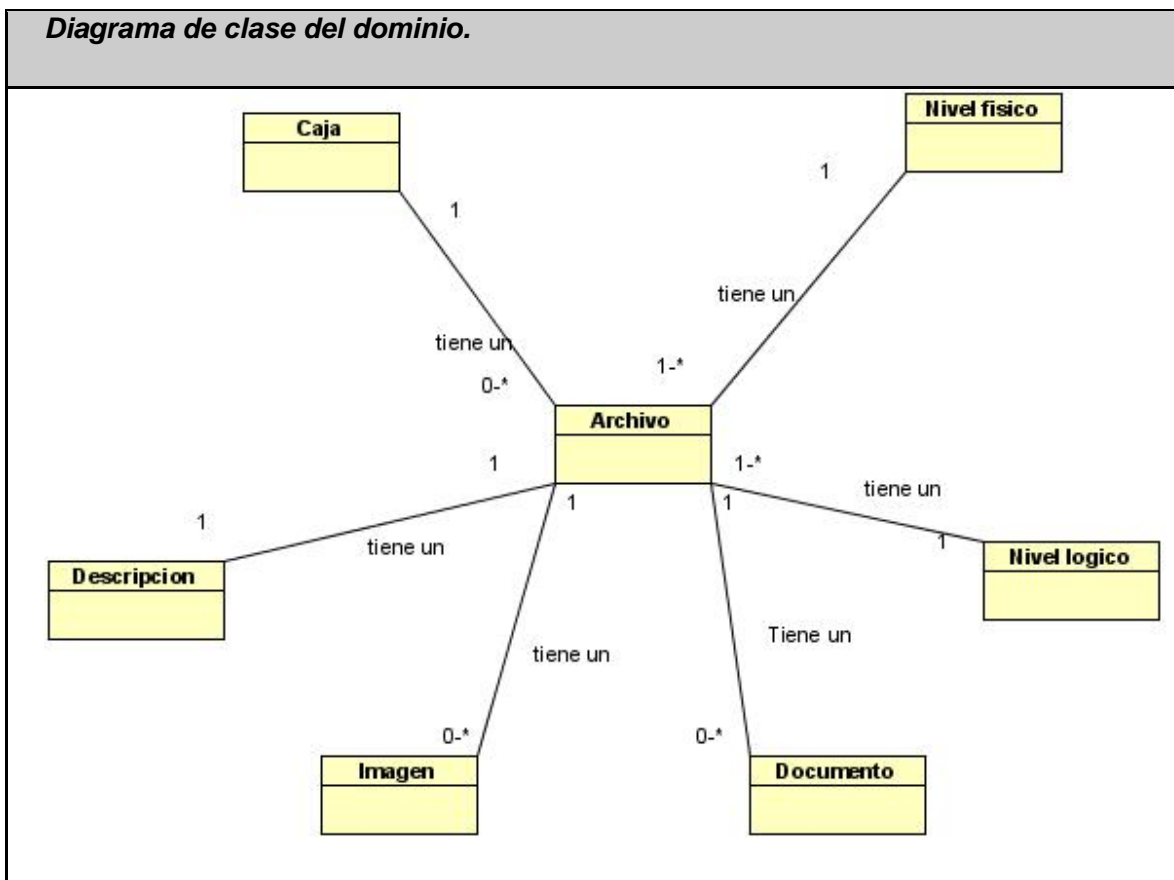 Diagrama de clase del dominio.
Nivel fisico
Caja
1
1
tiene un
tiene un
1-*
0-*
Archivo
1
1-*
tiene un
1
1
1
tiene un
1
Descripcion
Nivel logico
Tiene un
tiene un
0-*
0-*
Imagen
Documento